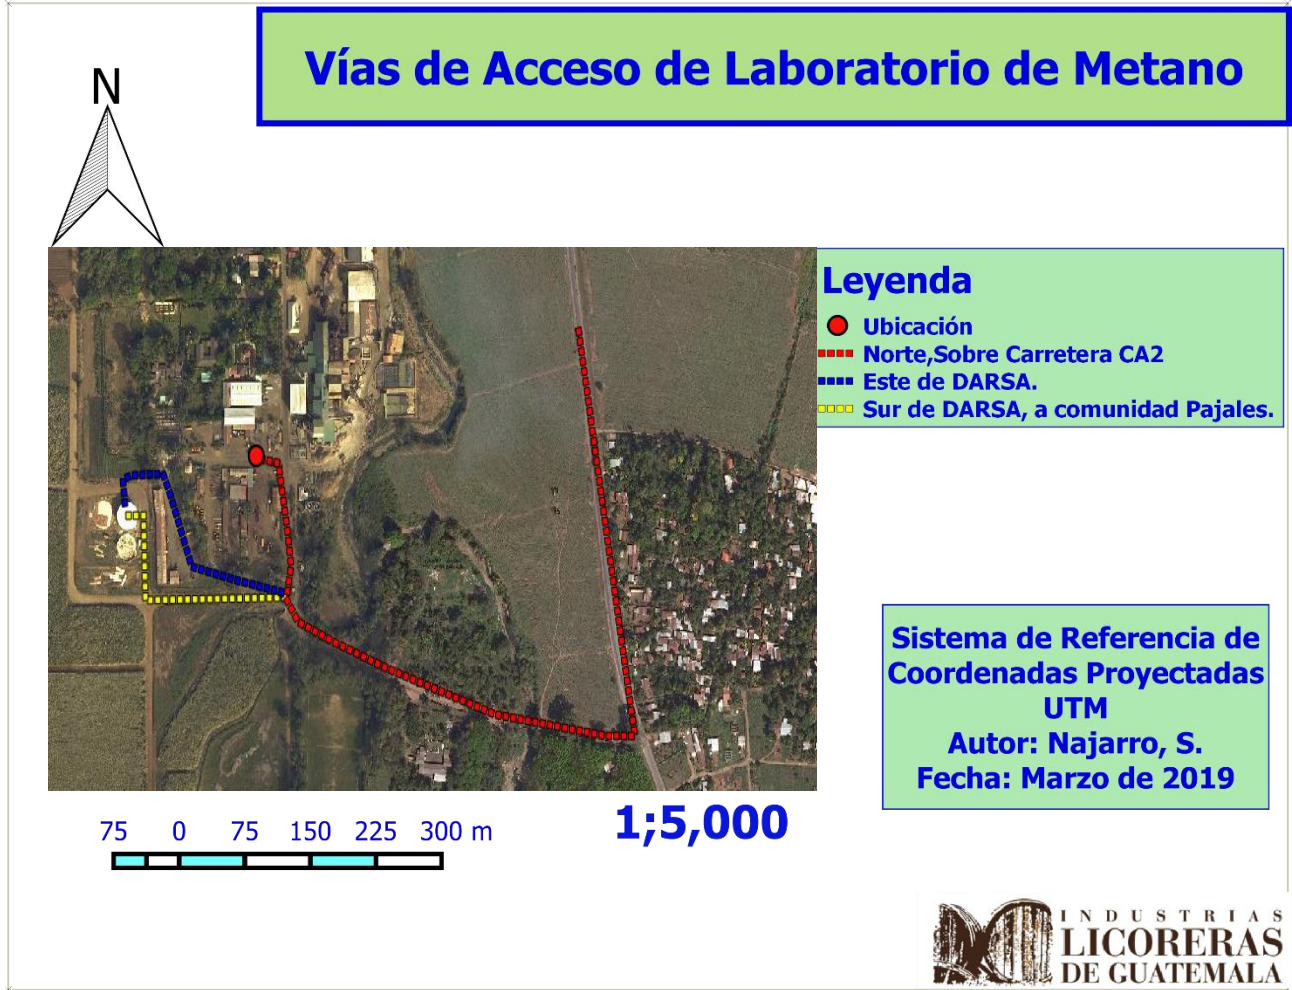 Vías de Acceso de Laboratorio de Metano
N
Leyenda
Ubicación
Norte,Sobre Carretera CA2
Este de DARSA.
Sur de DARSA, a comunidad Pajales.
Sistema de Referencia de
Coordenadas Proyectadas
UTM
Autor: Najarro, S.
Fecha: Marzo de 2019
1;5,000
75 0 75 150 225 300 m
INDUSTRIAS
LICORERAS
DE GUATEMALA